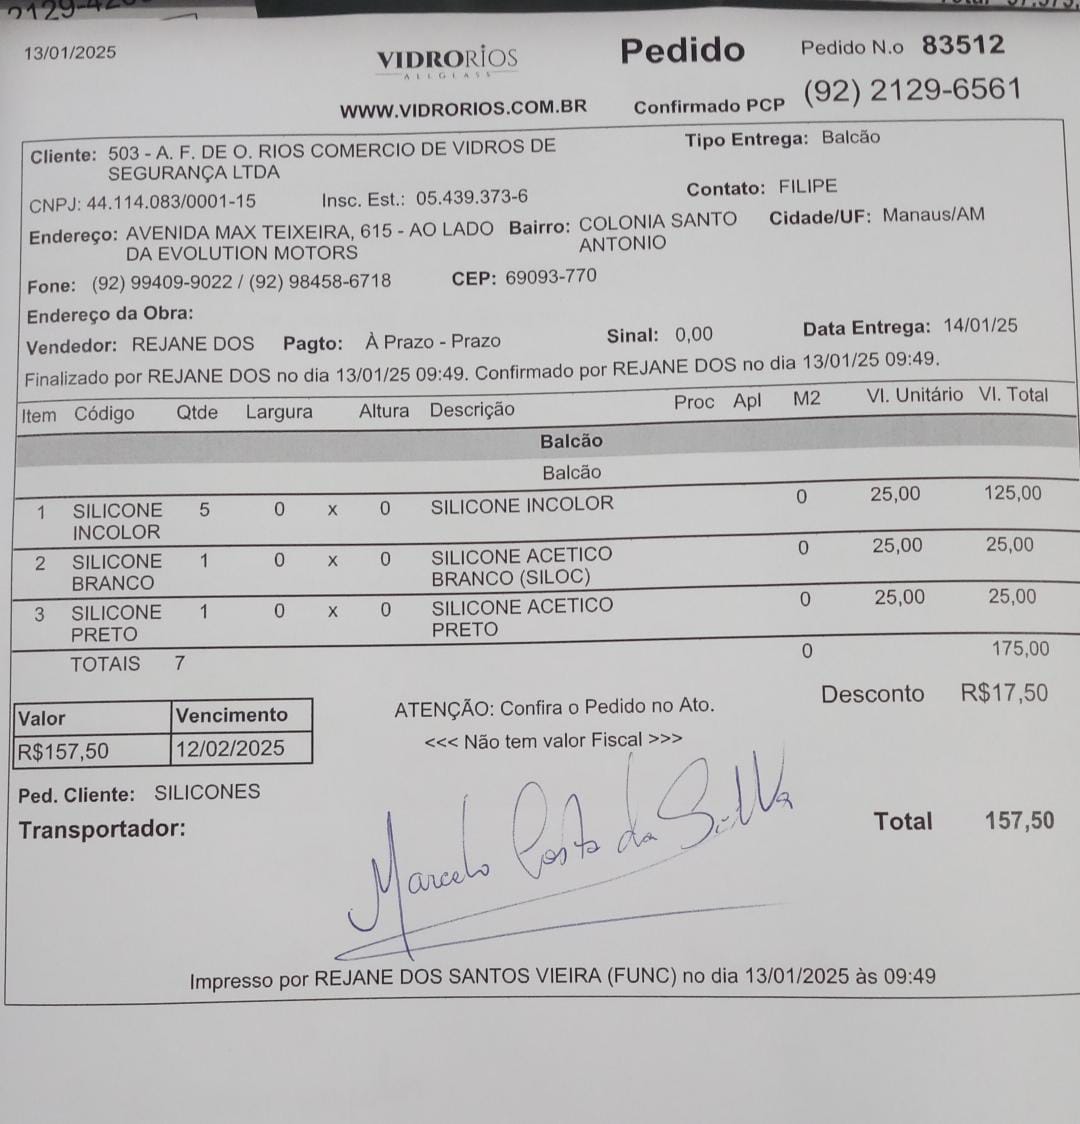 13/01/2025
VIDRORÍOS
ALLGLASS
Pedido
Pedido N.o 83512
WWW.VIDRORIOS.COM.BR
Confirmado PCP
(92) 2129-6561
Cliente: 503 - A. F. DE O. RIOS COMERCIO DE VIDROS DE
SEGURANÇA LTDA
Tipo Entrega: Balcão
CNPJ: 44.114.083/0001-15 Insc. Est.: 05.439.373-6
Contato: FILIPE
Endereço: AVENIDA MAX TEIXEIRA, 615 - AO LADO
DA EVOLUTION MOTORS
Bairro: COLONIA SANTO
ANTONIO
Cidade/UF: Manaus/AM
Fone: (92) 99409-9022 / (92) 98458-6718 CEP: 69093-770
Endereço da Obra:
Vendedor: REJANE DOS Pagto: À Prazo - Prazo Sinal: 0,00 Data Entrega: 14/01/25
Finalizado por REJANE DOS no dia 13/01/25 09:49. Confirmado por REJANE DOS no dia 13/01/25 09:49.
Item Código Qtde Largura Altura Descrição Proc Apl M2 Vl. Unitário Vl. Total
Balcão
Balcão
1 SILICONE 5 0 x 0 SILICONE INCOLOR 0 25,00 125,00
INCOLOR
2 SILICONE 1 0 x 0 SILICONE ACETICO 0 25,00 25,00
BRANCO BRANCO (SILOC)
3 SILICONE 1 0 x 0 SILICONE ACETICO 0 25,00 25,00
PRETO PRETO
TOTAIS 7 0 175,00
Desconto R$17,50
Valor Vencimento
R$157,50 12/02/2025
ATENÇÃO: Confira o Pedido no Ato.
<<< Não tem valor Fiscal >>>
Ped. Cliente: SILICONES
Transportador:
Total 157,50
Marcelo Costa da Silva
Impresso por REJANE DOS SANTOS VIEIRA (FUNC) no dia 13/01/2025 às 09:49